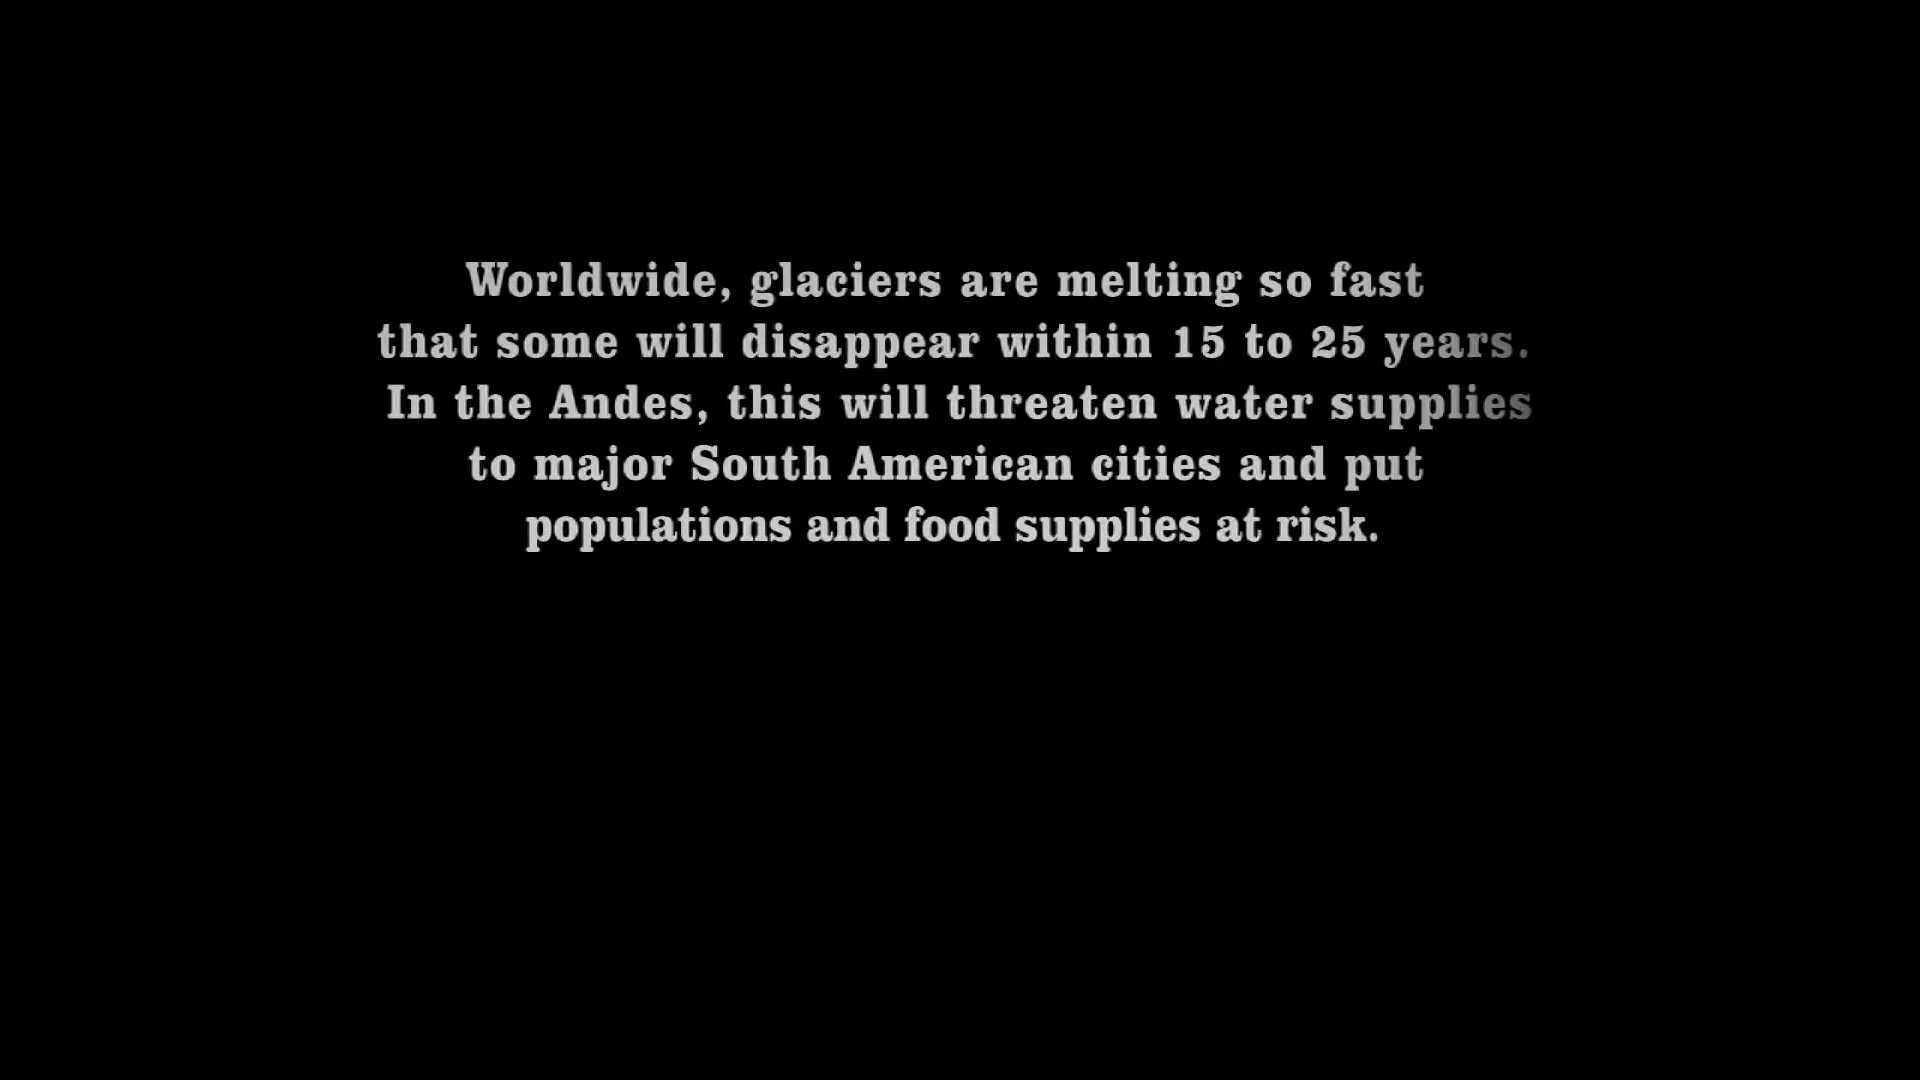 Worldwide, glaciers are melting so fast
that some will disappear within 15 to 25 years.
In the Andes, this will threaten water supplies
to major South American cities and put
populations and food supplies at risk.